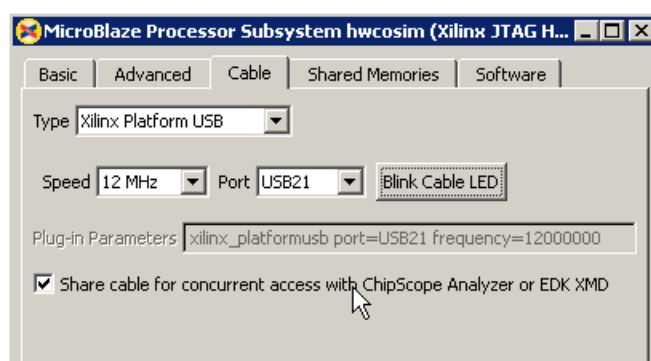 MicroBlaze Processor Subsystem hwcosim (Xilinx JTAG H...
Basic Advanced Cable Shared Memories Software
Type Xilinx Platform USB
Speed 12 MHz Port USB21 Blink Cable LED
Plug-in Parameters xilinx_platformusb port=USB21 frequency=12000000
Share cable for concurrent access with ChipScope Analyzer or EDK XMD